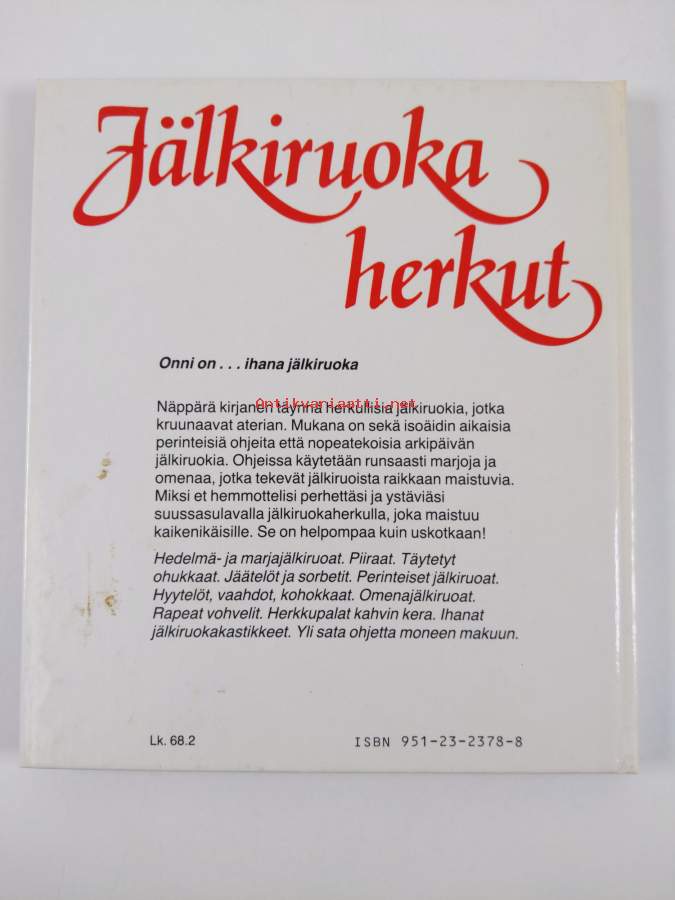 Jälkiruoka
herkut
Onni on . . . ihana jälkiruoka
Antikvariaatti.net
Näppärä kirjanen täynnä herkullisia jälkiruokia, jotka
kruunaavat aterian. Mukana on sekä isoäidin aikaisia
perinteisiä ohjeita että nopeatekoisia arkipäivän
jälkiruokia. Ohjeissa käytetään runsaasti marjoja ja
omenaa, jotka tekevät jälkiruoista raikkaan maistuvia.
Miksi et hemmottelisi perhettäsi ja ystäviäsi
suussasulavalla jälkiruokaherkulla, joka maistuu
kaikenikäisille. Se on helpompaa kuin uskotkaan!
Hedelmä- ja marjajälkiruoat. Piiraat. Täytetyt
ohukkaat. Jäätelöt ja sorbetit. Perinteiset jälkiruoat.
Hyytelöt, vaahdot, kohokkaat. Omenajälkiruoat.
Rapeat vohvelit. Herkkupalat kahvin kera. Ihanat
jälkiruokakastikkeet. Yli sata ohjetta moneen makuun.
Lk. 68.2
ISBN 951-23-2378-8